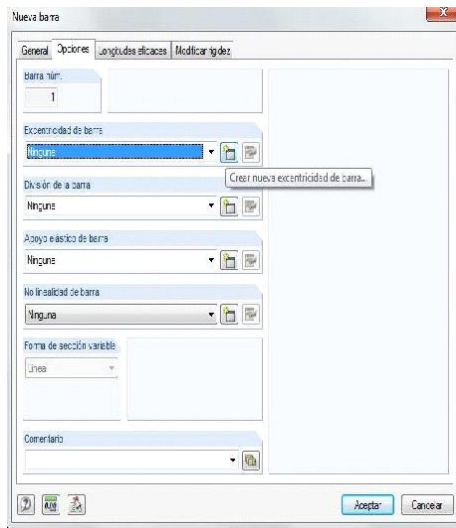 Nueva barra
General Opciones Longitudes eficaces Modificar rigidez
Barra núm.
1
Excentricidad de barra
Ninguna
Crear nueva excentricidad de barra...
División de la barra
Ninguna
Apoyo elástico de barra
Ninguna
No linealidad de barra
Ninguna
Forma de sección variable
Línea
Comentario
Aceptar Cancelar